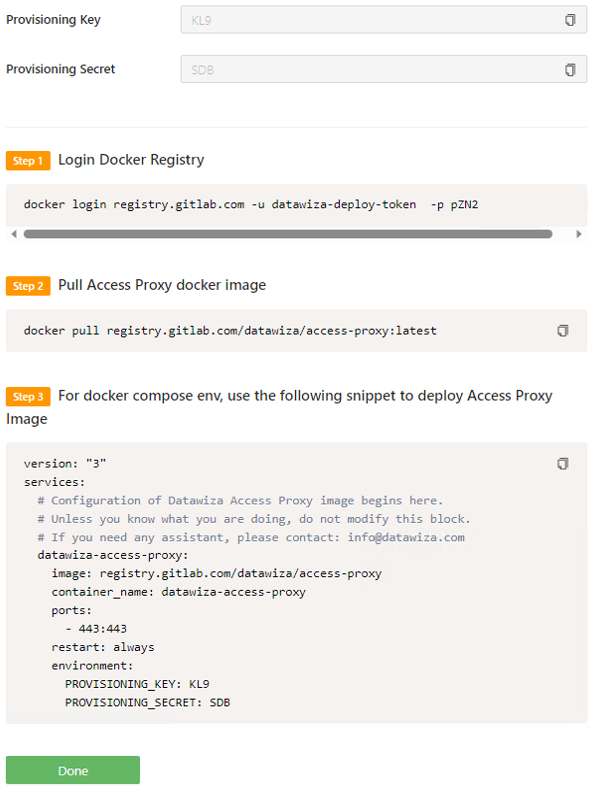 Provisioning Key
KL9
Provisioning Secret
SDB
Step 1 Login Docker Registry
docker login registry.gitlab.com -u datawiza-deploy-token  -p pZN2
Step 2 Pull Access Proxy docker image
docker pull registry.gitlab.com/datawiza/access-proxy:latest
Step 3 For docker compose env, use the following snippet to deploy Access Proxy
Image
version: "3"
services:
  # Configuration of Datawiza Access Proxy image begins here.
  # Unless you know what you are doing, do not modify this block.
  # If you need any assistant, please contact: info@datawiza.com
  datawiza-access-proxy:
    image: registry.gitlab.com/datawiza/access-proxy
    container_name: datawiza-access-proxy
    ports:
      - 443:443
    restart: always
    environment:
      PROVISIONING_KEY: KL9
      PROVISIONING_SECRET: SDB
Done